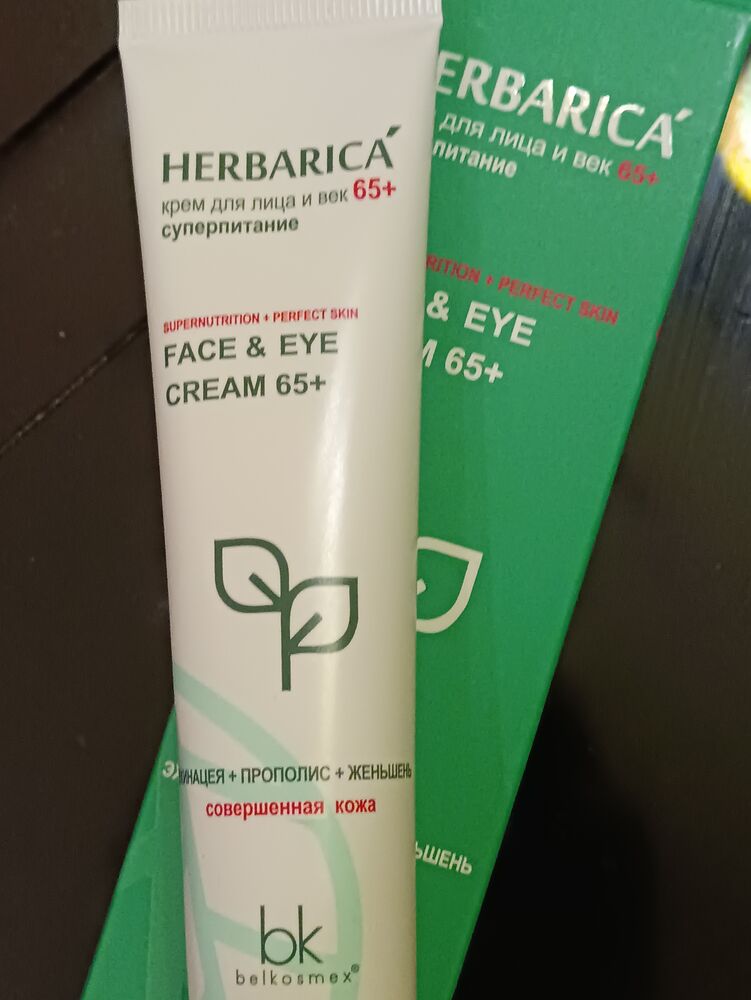 HERBARICA
крем для лица и век 65+
суперпитание
SUPERNUTRITION + PERFECT SKIN
FACE & EYE
CREAM 65+
ЭХИНАЦЕЯ + ПРОПОЛИС + ЖЕНЬШЕНЬ
совершенная кожа
bk
belkosmex®
ERBARICA
для лица и век 65+
питание
RITION + PERFECT SKIN
& EYE
M 65+
ЬШЕНЬ